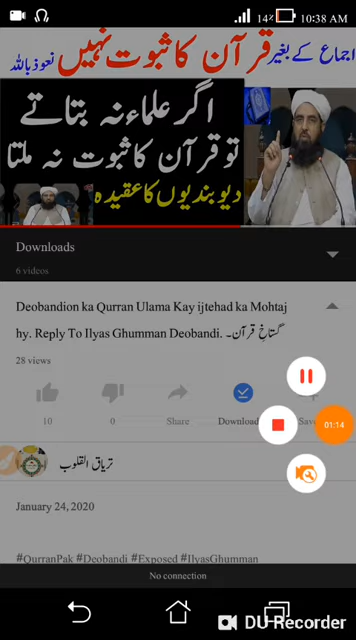 14% 10:38 AM
اجماع کے بغیر قرآن کا ثبوت نہیں نعوذ باللہ
اگر علماء نہ بتاتے
تو قرآن کا ثبوت نہ ملتا
دیوبندیوں کا عقیدہ
Downloads
6 videos
Deobandion ka Qurran Ulama Kay ijtehad ka Mohtaj
hy. Reply To Ilyas Ghumman Deobandi. گستاخِ قرآن۔
28 views
10 0 Share Download Save
01:14
تریاق القلوب
January 24, 2020
#QurranPak #Deobandi #Exposed #IlyasGhumman
No connection
DU Recorder